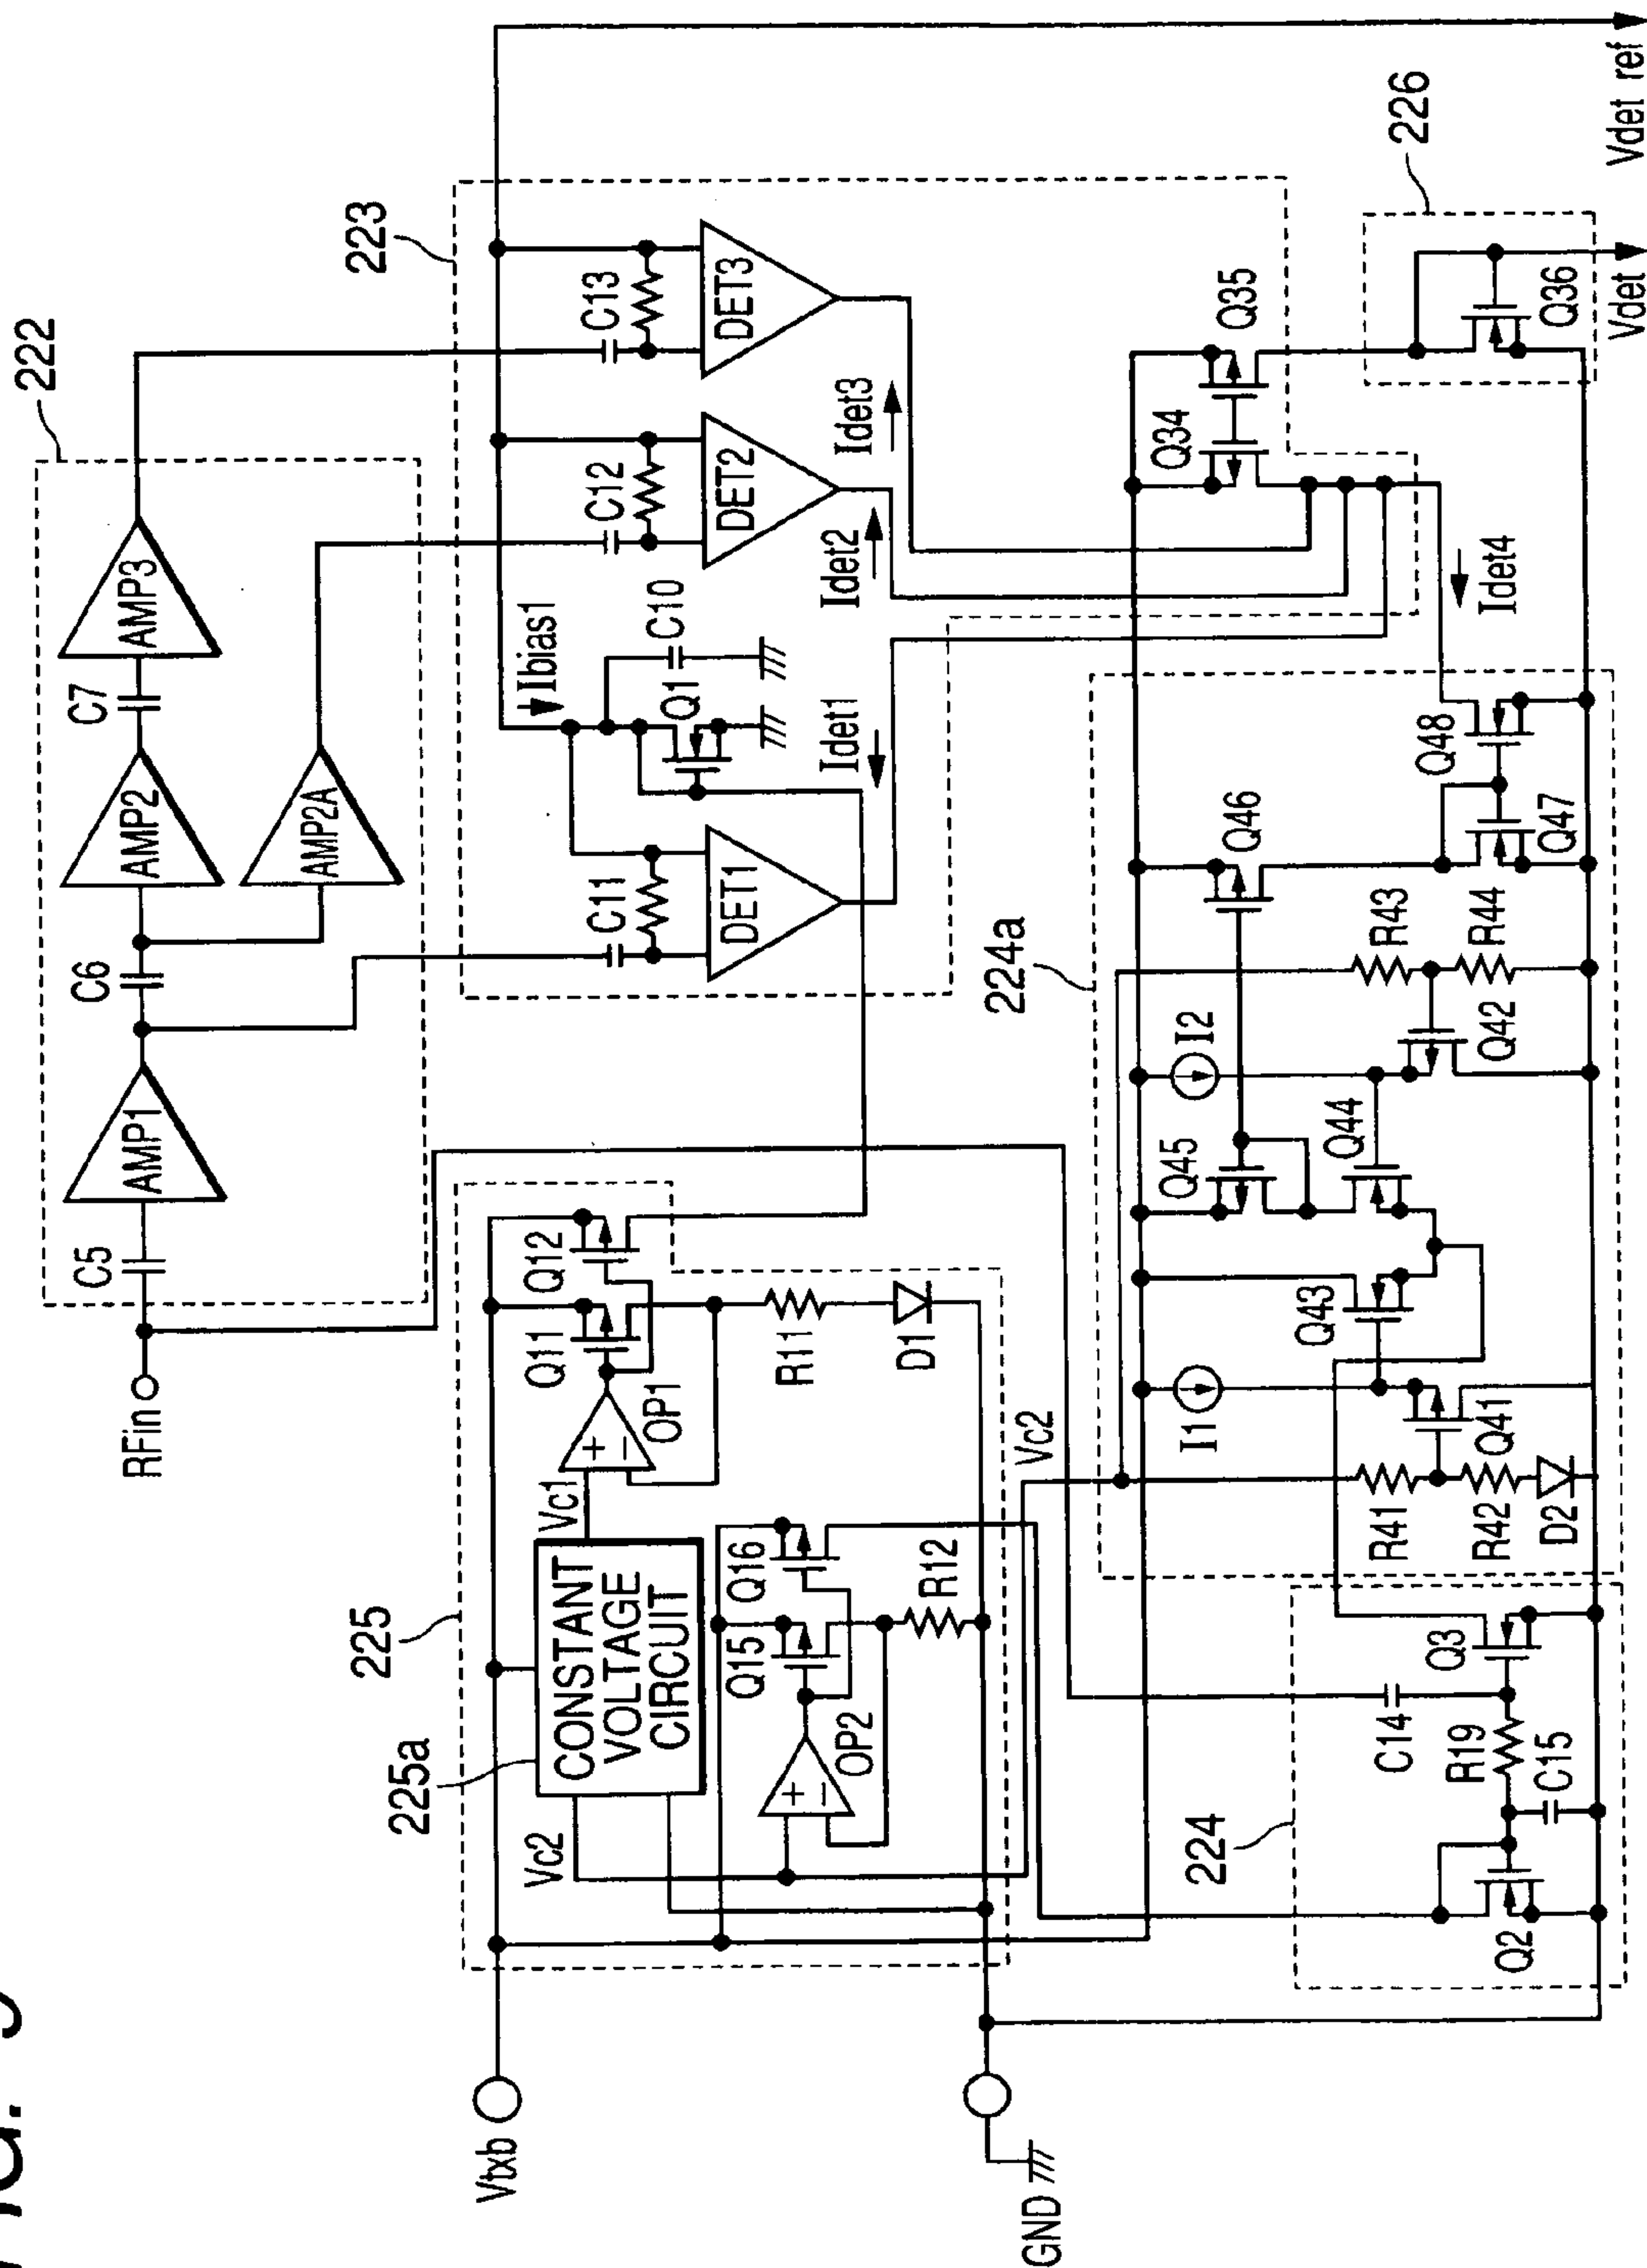 222
C5
AMP1
C6
AMP2
C7
AMP3
AMP2A
RFin
223
Ibias1
C10
Q1
C11
DET1
C12
DET2
C13
DET3
Idet1
Idet2
Idet3
Idet4
225
225a
CONSTANT
VOLTAGE
CIRCUIT
Vc1
Vc2
+
−
OP1
Q11
Q12
R11
D1
+
−
OP2
Q15
Q16
R12
Vtxb
GND
Vc2
224
Q2
C15
R19
C14
Q3
224a
R41
R42
D2
Q41
I1
Q43
Q44
Q45
I2
Q42
R43
R44
Q46
Q47
Q48
Q34
Q35
226
Q36
Vdet
Vdet ref